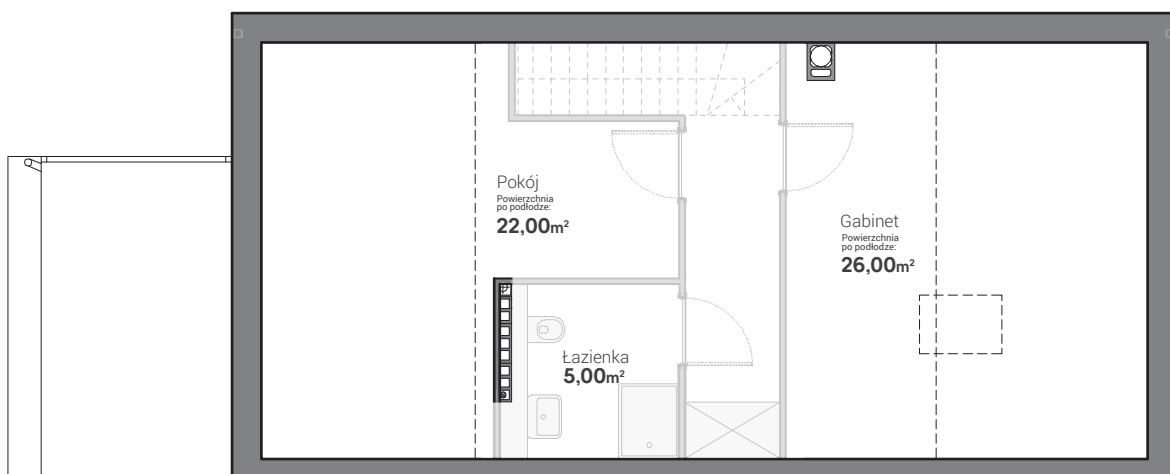 Pokój
Powierzchnia
po podłodze:
22,00m²
Gabinet
Powierzchnia
po podłodze:
26,00m²
Łazienka
5,00m²